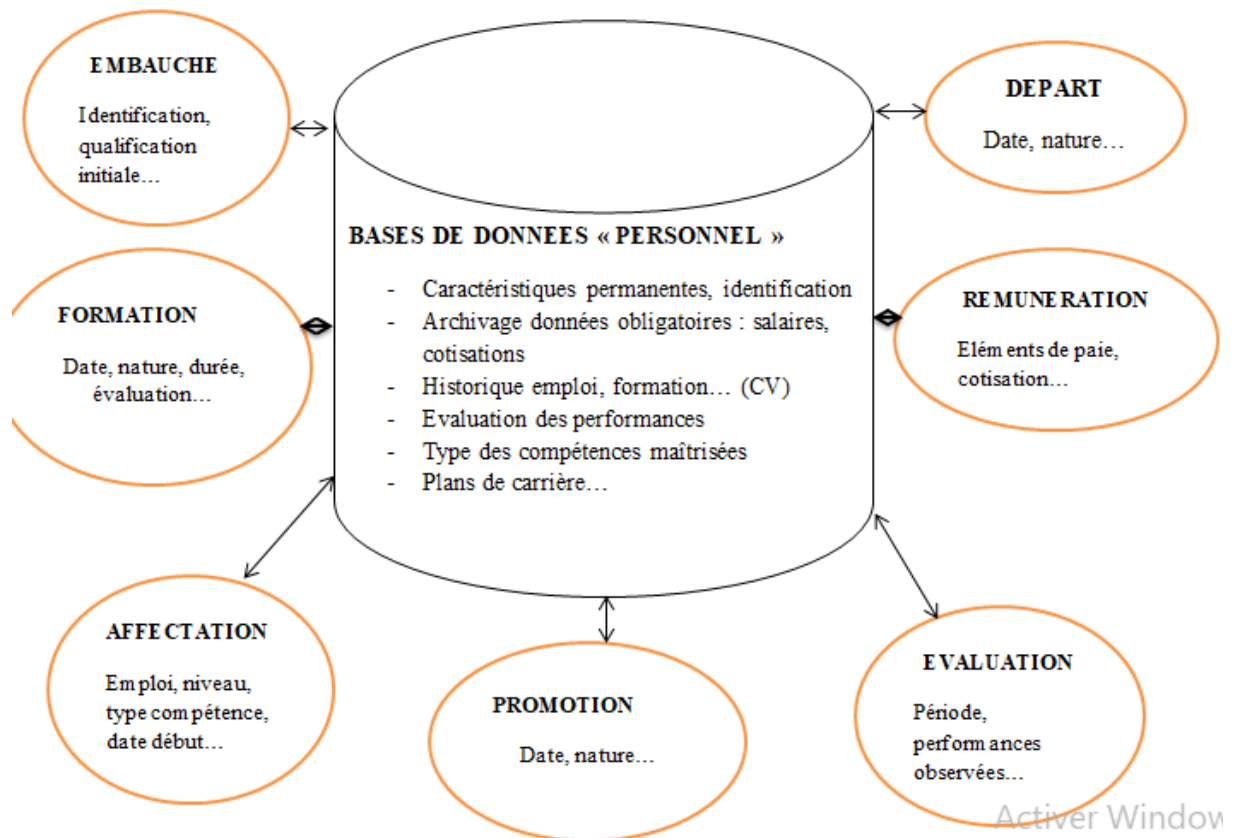 EMBAUCHE
Identification,
qualification
initiale…
DEPART
Date, nature…
BASES DE DONNEES « PERSONNEL »
- Caractéristiques permanentes, identification
- Archivage données obligatoires : salaires,
cotisations
- Historique emploi, formation… (CV)
- Evaluation des performances
- Type des compétences maîtrisées
- Plans de carrière…
FORMATION
Date, nature, durée,
évaluation…
REMUNERATION
Eléments de paie,
cotisation…
AFFECTATION
Emploi, niveau,
type compétence,
date début…
PROMOTION
Date, nature…
EVALUATION
Période,
performances
observées…
Activer Window